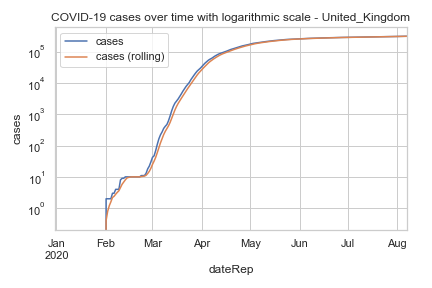 COVID-19 cases over time with logarithmic scale - United_Kingdom
cases
cases (rolling)
10^5
10^4
10^3
10^2
10^1
10^0
cases
Jan Feb Mar Apr May Jun Jul Aug
2020
dateRep